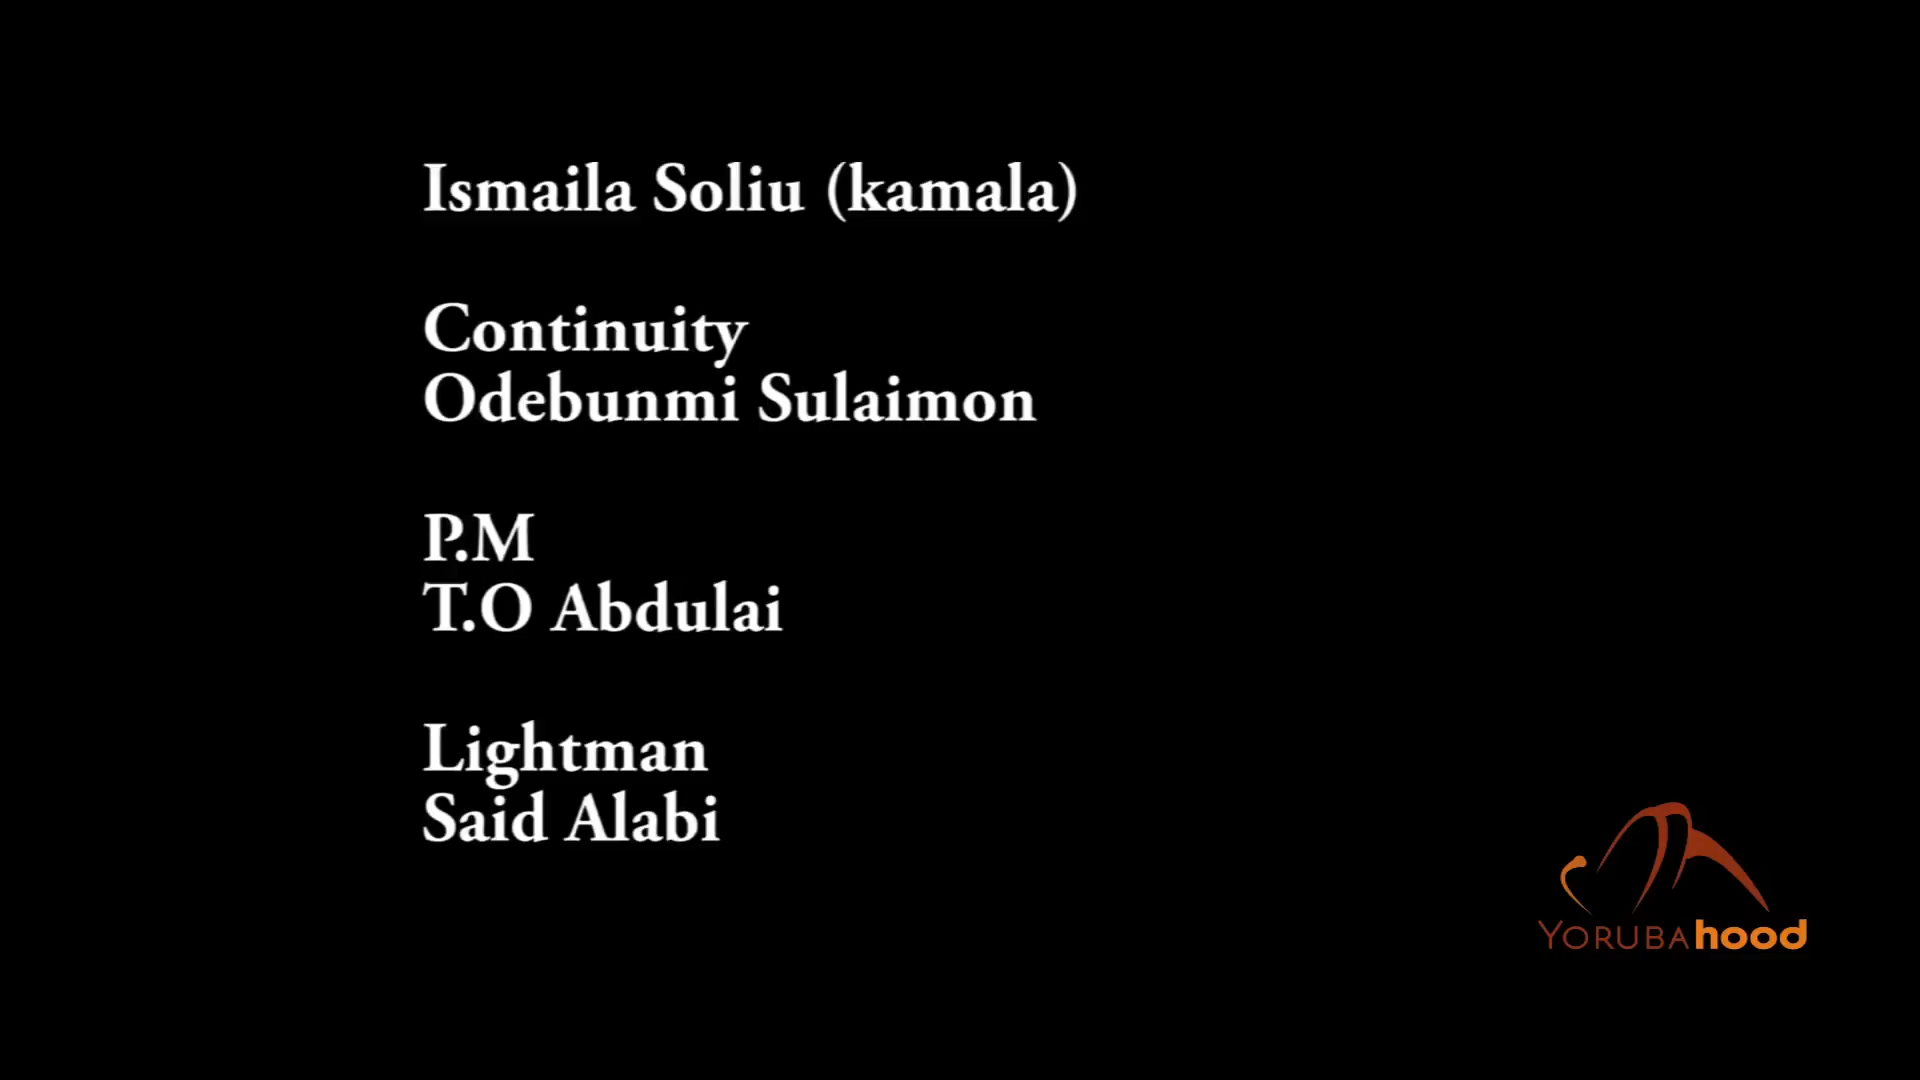 Ismaila Soliu (kamala)
Continuity
Odebunmi Sulaimon
P.M
T.O Abdulai
Lightman
Said Alabi
YORUBAhood